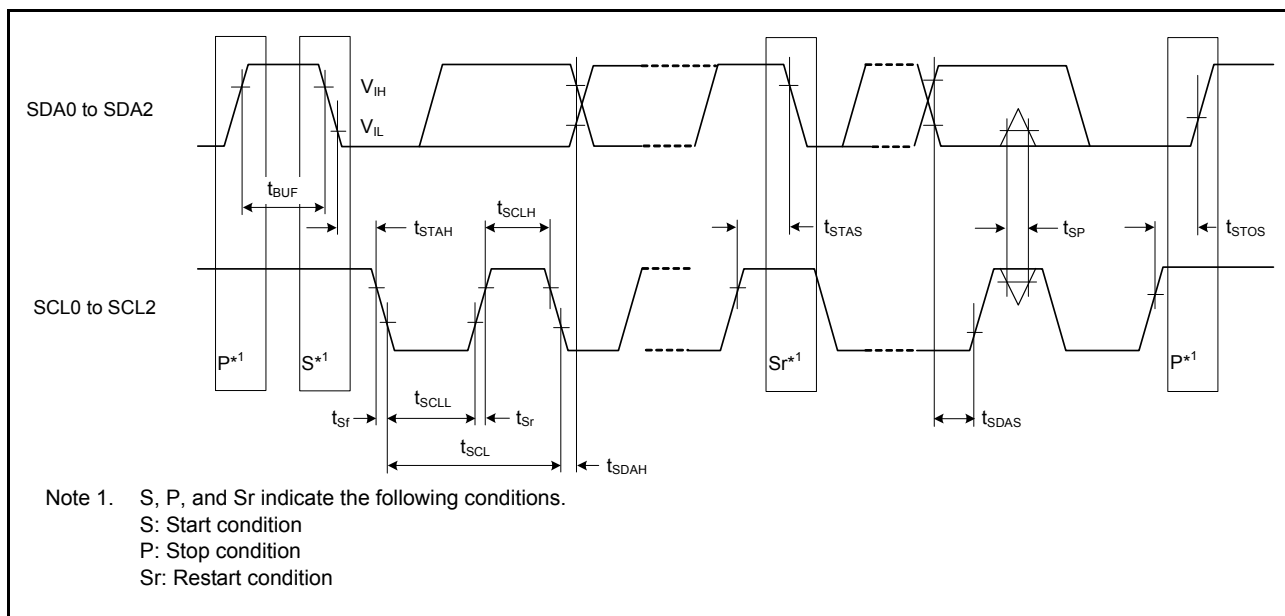 SDA0 to SDA2
VIH
VIL
tBUF
tSTAH
tSCLH
tSTAS
tSP
tSTOS
SCL0 to SCL2
P*1
S*1
Sr*1
P*1
tSf
tSCLL
tSr
tSDAS
tSCL
tSDAH
Note 1. S, P, and Sr indicate the following conditions.
S: Start condition
P: Stop condition
Sr: Restart condition